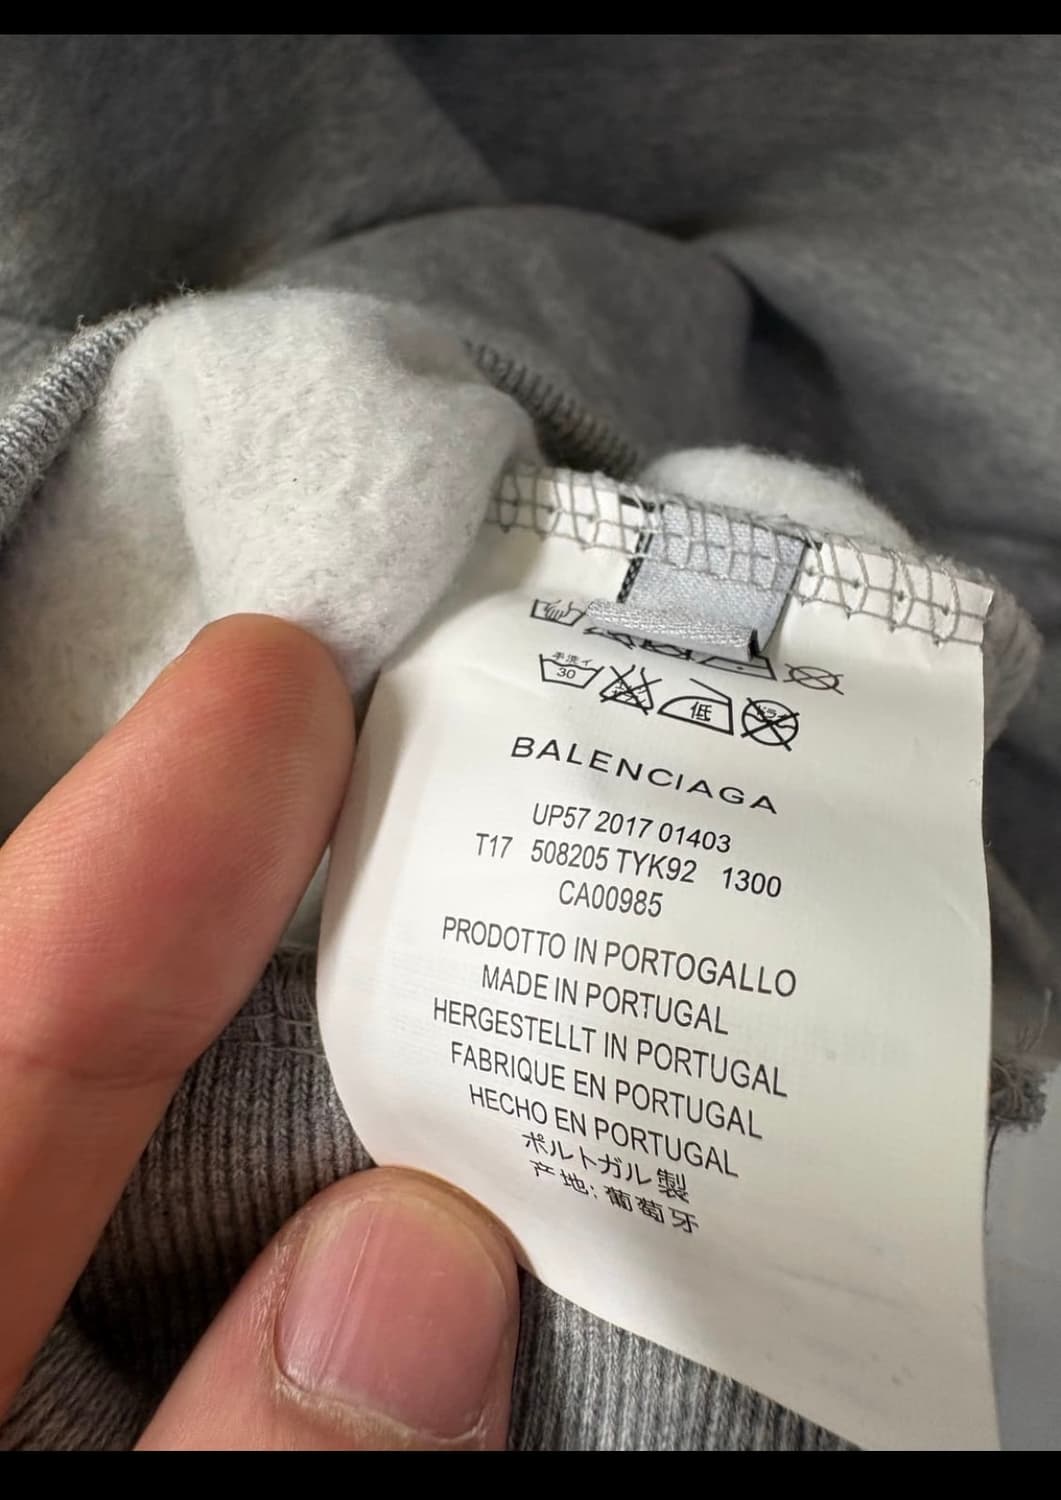 手洗イ
30
低
BALENCIAGA
UP57 2017 01403
T17 508205 TYK92 1300
CA00985
PRODOTTO IN PORTOGALLO
MADE IN PORTUGAL
HERGESTELLT IN PORTUGAL
FABRIQUE EN PORTUGAL
HECHO EN PORTUGAL
ポルトガル製
产地: 葡萄牙